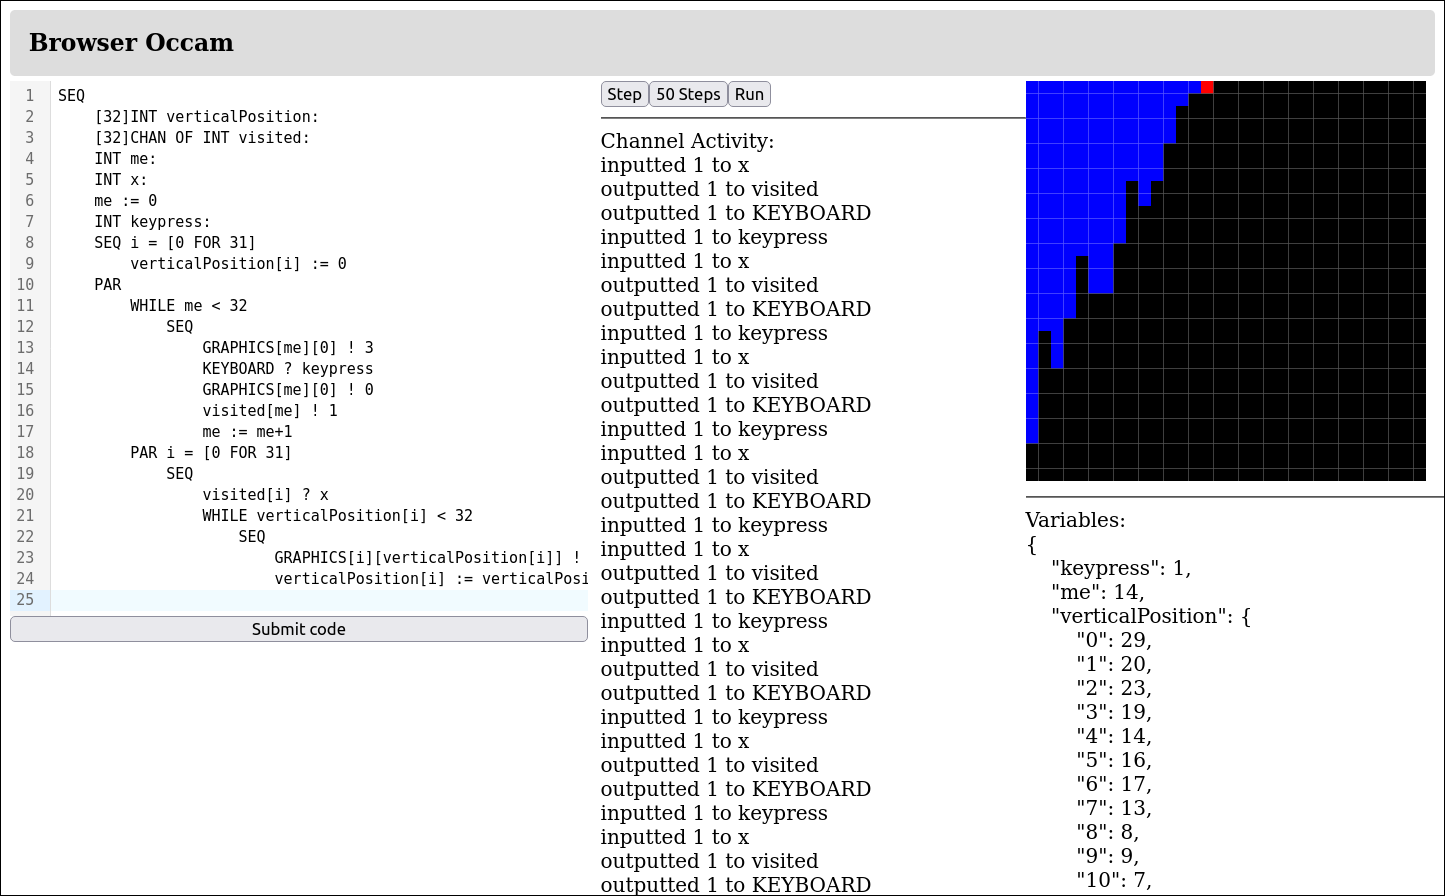 Browser Occam
1 SEQ
2     [32]INT verticalPosition:
3     [32]CHAN OF INT visited:
4     INT me:
5     INT x:
6     me := 0
7     INT keypress:
8     SEQ i = [0 FOR 31]
9         verticalPosition[i] := 0
10     PAR
11         WHILE me < 32
12             SEQ
13                 GRAPHICS[me][0] ! 3
14                 KEYBOARD ? keypress
15                 GRAPHICS[me][0] ! 0
16                 visited[me] ! 1
17                 me := me+1
18         PAR i = [0 FOR 31]
19             SEQ
20                 visited[i] ? x
21                 WHILE verticalPosition[i] < 32
22                     SEQ
23                         GRAPHICS[i][verticalPosition[i]] !
24                         verticalPosition[i] := verticalPosi
25
Submit code
Step 50 Steps Run
Channel Activity:
inputted 1 to x
outputted 1 to visited
outputted 1 to KEYBOARD
inputted 1 to keypress
inputted 1 to x
outputted 1 to visited
outputted 1 to KEYBOARD
inputted 1 to keypress
inputted 1 to x
outputted 1 to visited
outputted 1 to KEYBOARD
inputted 1 to keypress
inputted 1 to x
outputted 1 to visited
outputted 1 to KEYBOARD
inputted 1 to keypress
inputted 1 to x
outputted 1 to visited
outputted 1 to KEYBOARD
inputted 1 to keypress
inputted 1 to x
outputted 1 to visited
outputted 1 to KEYBOARD
inputted 1 to keypress
inputted 1 to x
outputted 1 to visited
outputted 1 to KEYBOARD
inputted 1 to keypress
inputted 1 to x
outputted 1 to visited
outputted 1 to KEYBOARD
Variables:
{
    "keypress": 1,
    "me": 14,
    "verticalPosition": {
        "0": 29,
        "1": 20,
        "2": 23,
        "3": 19,
        "4": 14,
        "5": 16,
        "6": 17,
        "7": 13,
        "8": 8,
        "9": 9,
        "10": 7,